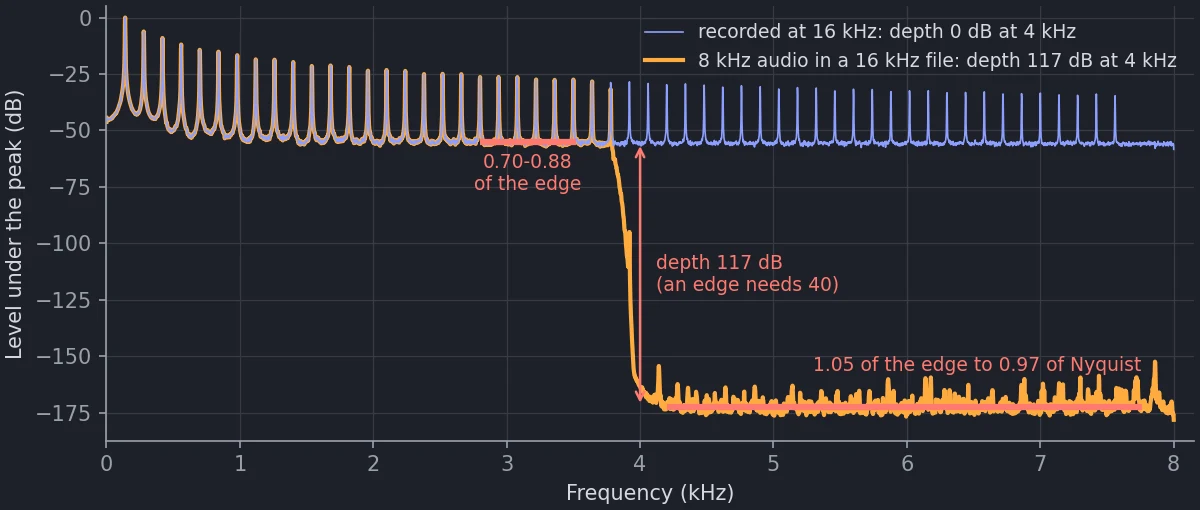 recorded at 16 kHz: depth 0 dB at 4 kHz
8 kHz audio in a 16 kHz file: depth 117 dB at 4 kHz
0.70-0.88
of the edge
depth 117 dB
(an edge needs 40)
1.05 of the edge to 0.97 of Nyquist
Level under the peak (dB)
0
−25
−50
−75
−100
−125
−150
−175
0 1 2 3 4 5 6 7 8
Frequency (kHz)